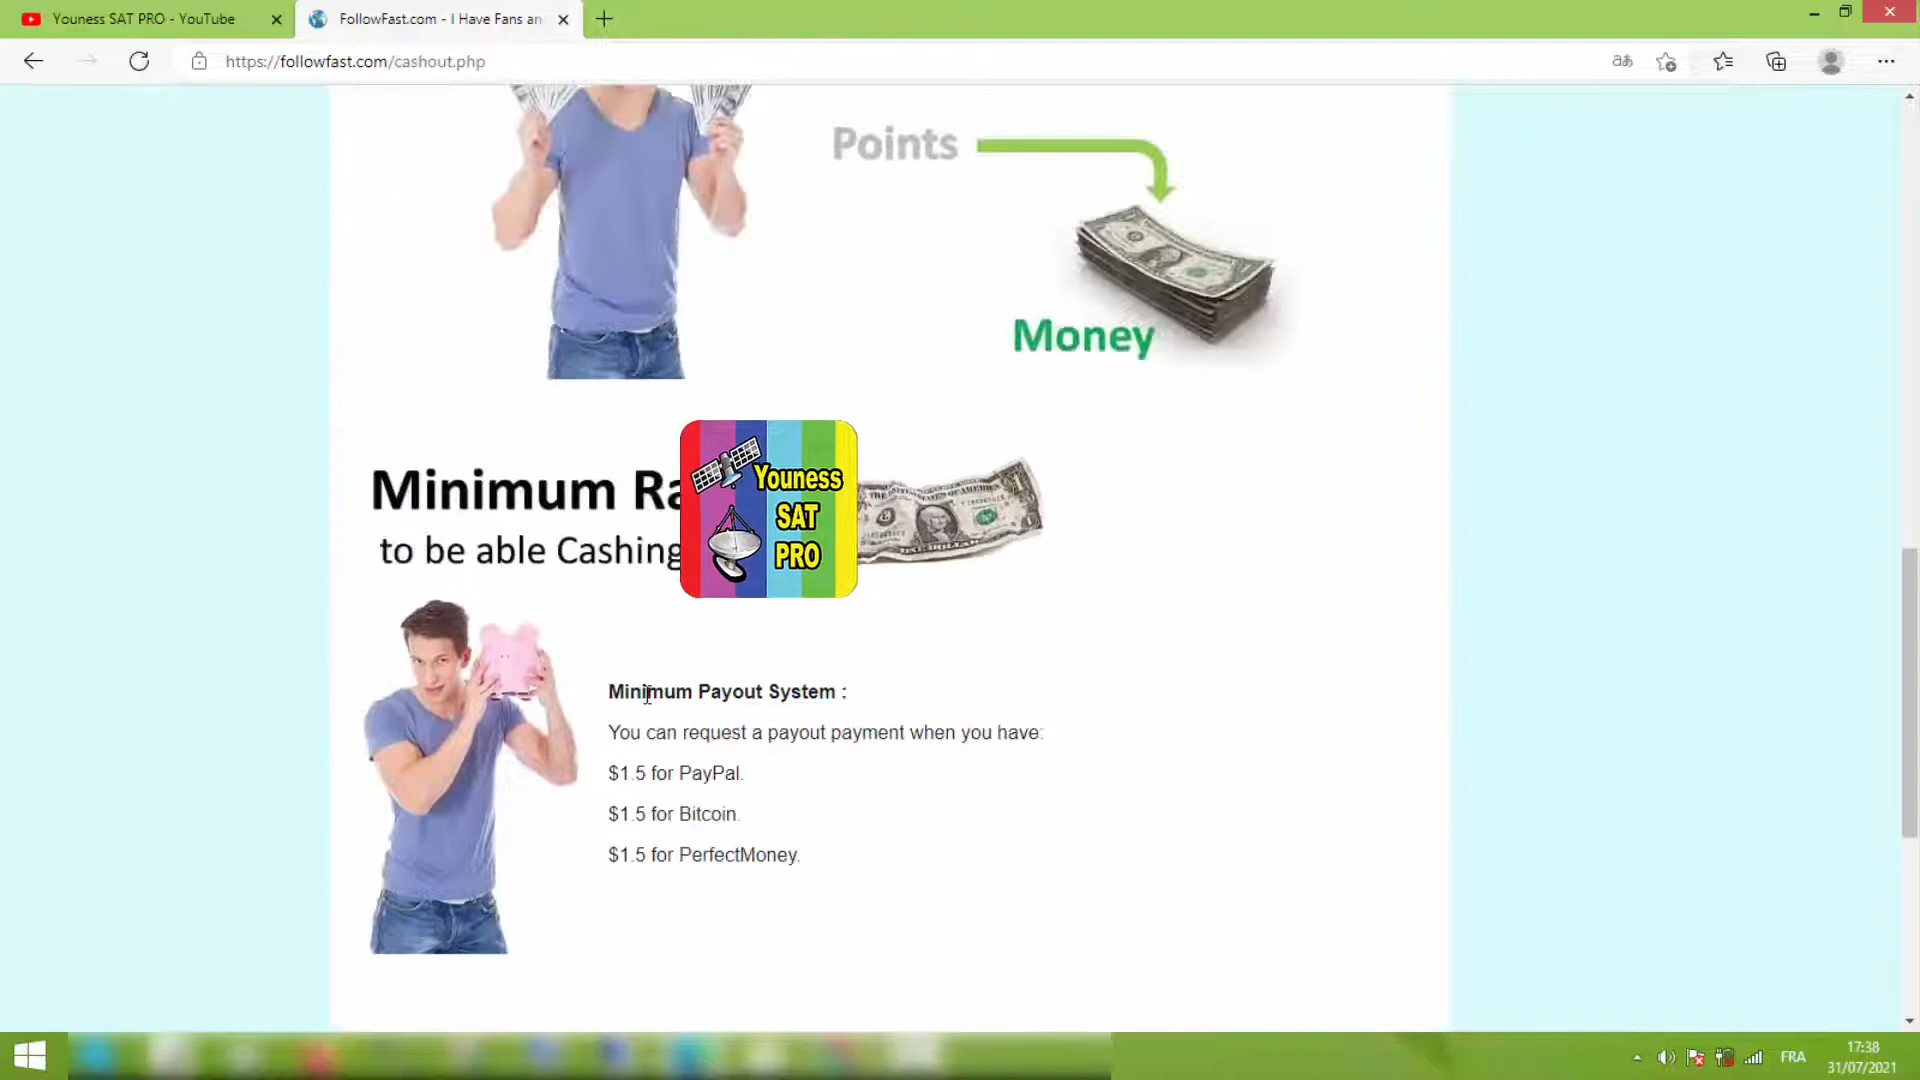 Youness SAT PRO - YouTube
FollowFast.com - I Have Fans an
https://followfast.com/cashout.php
Points
Money
Minimum Ra
to be able Cashing
Youness
SAT
PRO
Minimum Payout System :
You can request a payout payment when you have:
$1.5 for PayPal.
$1.5 for Bitcoin.
$1.5 for PerfectMoney.
FRA
17:38
31/07/2021